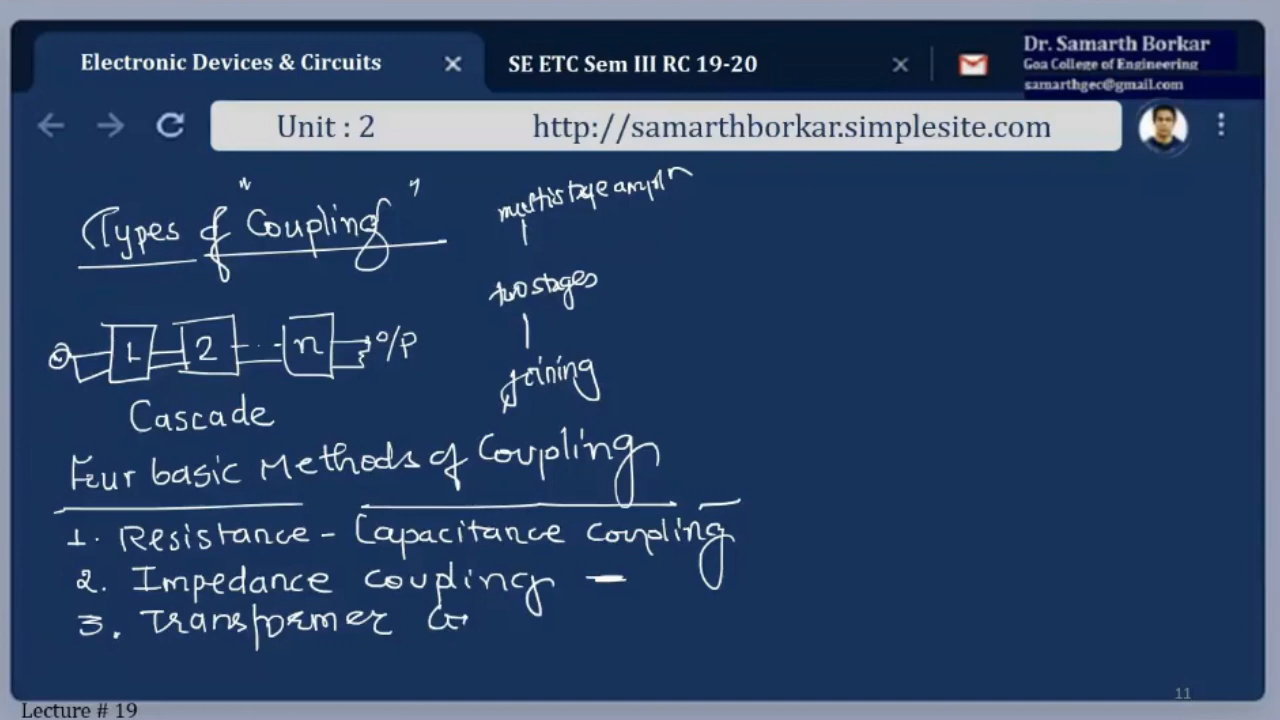 Electronic Devices & Circuits
SE ETC Sem III RC 19-20
Dr. Samarth Borkar
Goa College of Engineering
samarthgec@gmail.com
Unit : 2
http://samarthborkar.simplesite.com
Types of "Coupling"
multistage
two stages
joining
1 2 ... n O/P
Cascade
Four basic Methods of Coupling
1. Resistance - Capacitance coupling
2. Impedance coupling -
3. Transformer
11
Lecture # 19